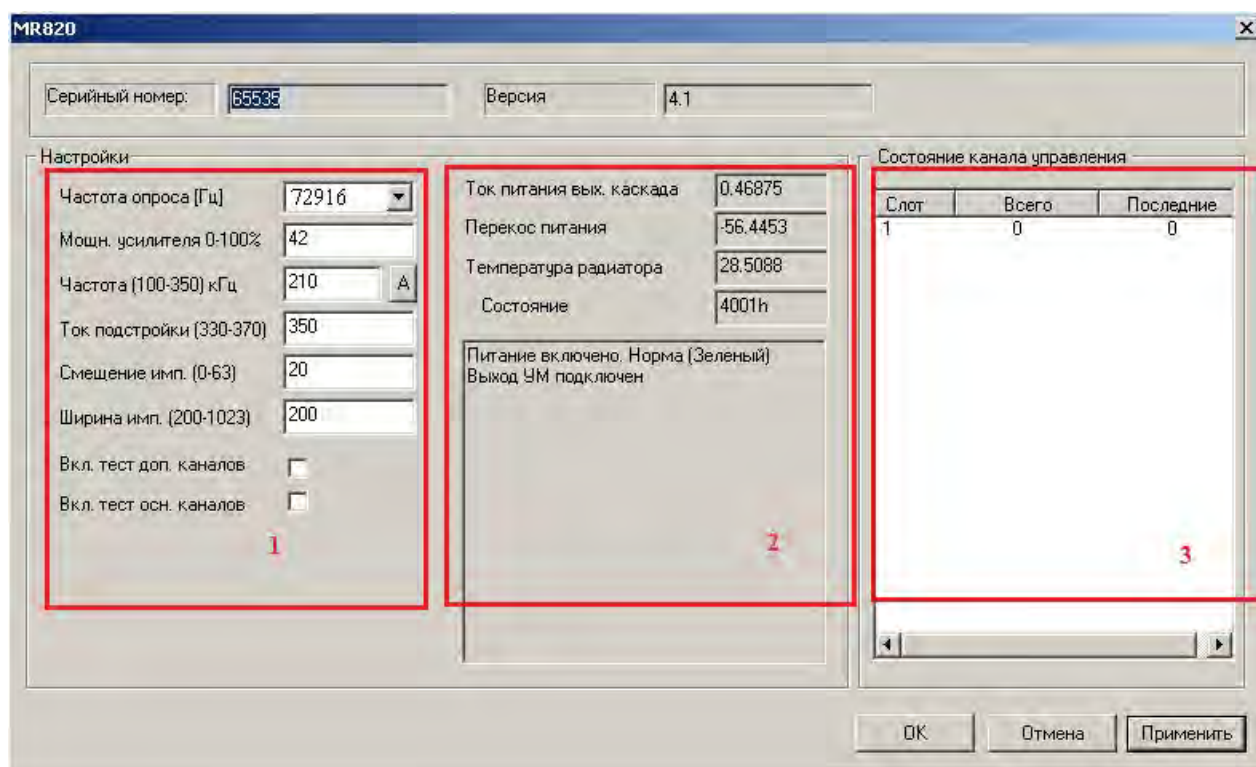 MR820
Серийный номер: 65535 Версия 4.1
Настройки
Частота опроса [Гц] 72916
Мощн. усилителя 0-100% 42
Частота (100-350) кГц 210 A
Ток подстройки (330-370) 350
Смещение имп. (0-63) 20
Ширина имп. (200-1023) 200
Вкл. тест доп. каналов
Вкл. тест осн. каналов
1
Ток питания вых. каскада 0.46875
Перекос питания -56.4453
Температура радиатора 28.5088
Состояние 4001h
Питание включено. Норма (Зеленый)
Выход УМ подключен
2
Состояние канала управления
Слот Всего Последние
1 0 0
3
OK Отмена Применить